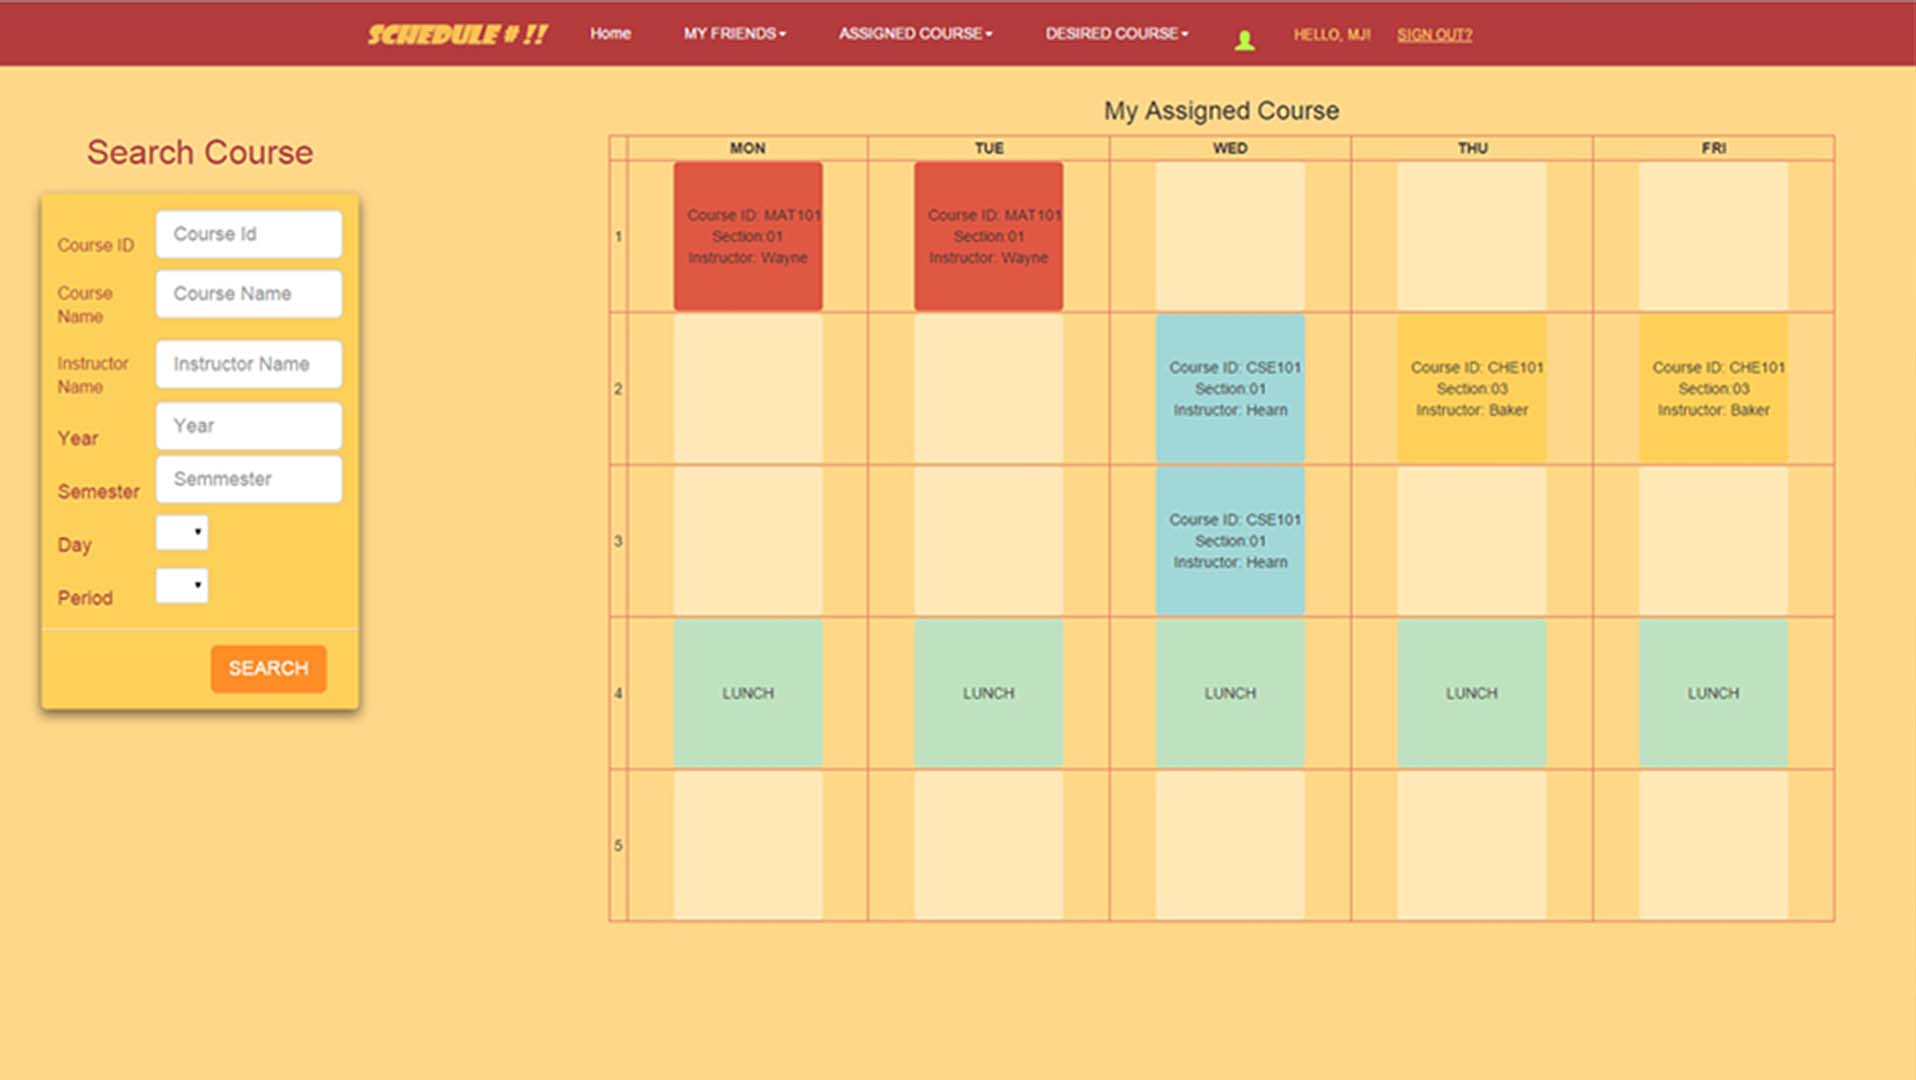 SCHEDULE # !! Home MY FRIENDS ASSIGNED COURSE DESIRED COURSE HELLO, MJ! SIGN OUT?
Search Course
Course ID Course Id
Course Name Course Name
Instructor Name Instructor Name
Year Year
Semester Semmester
Day
Period
SEARCH
My Assigned Course
MON TUE WED THU FRI
1
Course ID: MAT101
Section:01
Instructor: Wayne
Course ID: MAT101
Section:01
Instructor: Wayne
2
Course ID: CSE101
Section:01
Instructor: Hearn
Course ID: CHE101
Section:03
Instructor: Baker
Course ID: CHE101
Section:03
Instructor: Baker
3
Course ID: CSE101
Section:01
Instructor: Hearn
4 LUNCH LUNCH LUNCH LUNCH LUNCH
5